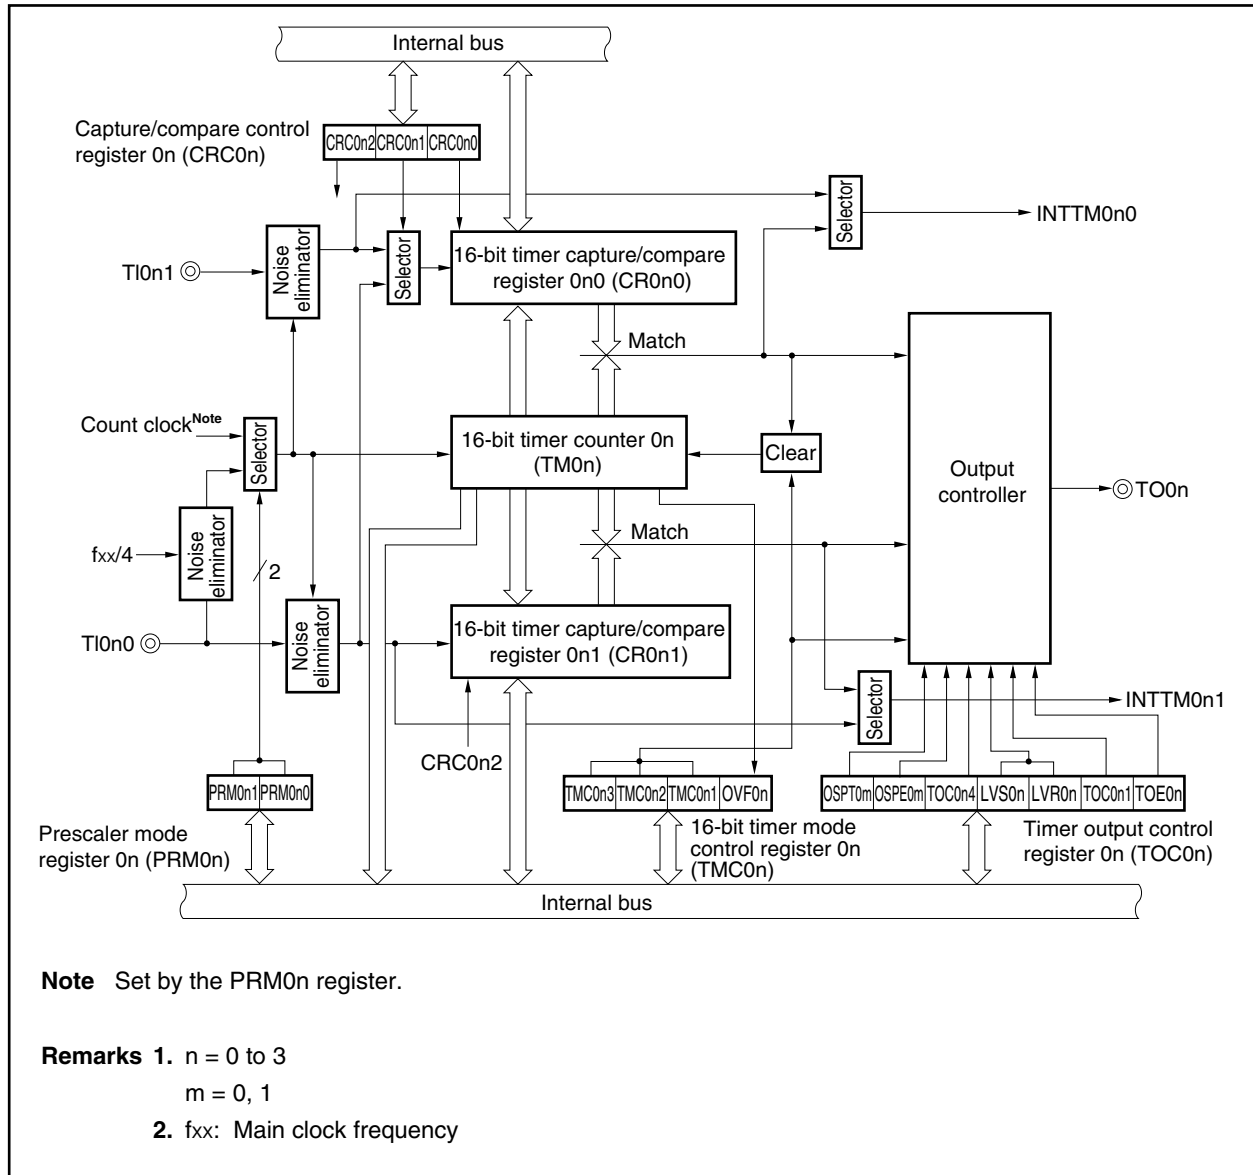 Internal bus
Capture/compare control
register 0n (CRC0n)
CRC0n2 CRC0n1 CRC0n0
TI0n1
Noise
eliminator
Selector
16-bit timer capture/compare
register 0n0 (CR0n0)
Selector
INTTM0n0
Match
Count clock Note
Selector
16-bit timer counter 0n
(TM0n)
Clear
Output
controller
TO0n
fxx/4
Noise
eliminator
2
Match
TI0n0
Noise
eliminator
16-bit timer capture/compare
register 0n1 (CR0n1)
Selector
INTTM0n1
CRC0n2
PRM0n1 PRM0n0
TMC0n3 TMC0n2 TMC0n1 OVF0n
OSPT0m OSPE0m TOC0n4 LVS0n LVR0n TOC0n1 TOE0n
Prescaler mode
register 0n (PRM0n)
16-bit timer mode
control register 0n
(TMC0n)
Timer output control
register 0n (TOC0n)
Internal bus
Note Set by the PRM0n register.
Remarks 1. n = 0 to 3
m = 0, 1
2. fxx: Main clock frequency